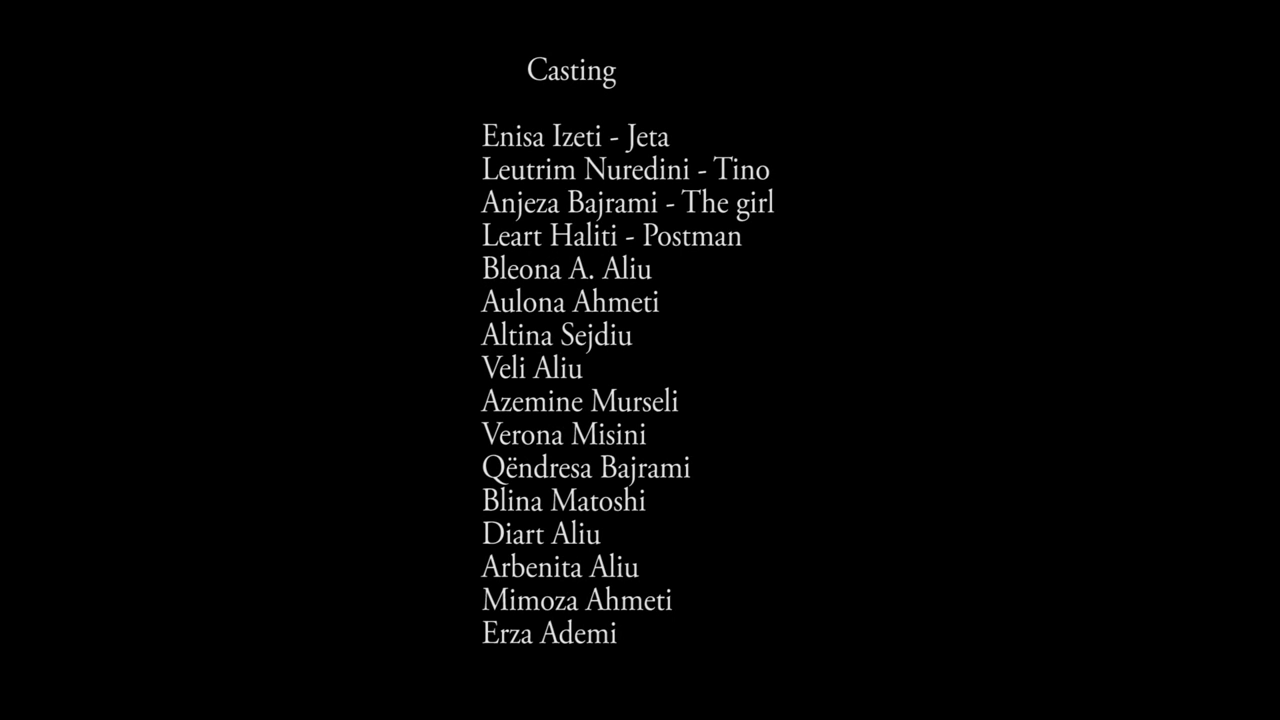 Casting
Enisa Izeti - Jeta
Leutrim Nuredini - Tino
Anjeza Bajrami - The girl
Leart Haliti - Postman
Bleona A. Aliu
Aulona Ahmeti
Altina Sejdiu
Veli Aliu
Azemine Murseli
Verona Misini
Qëndresa Bajrami
Blina Matoshi
Diart Aliu
Arbenita Aliu
Mimoza Ahmeti
Erza Ademi